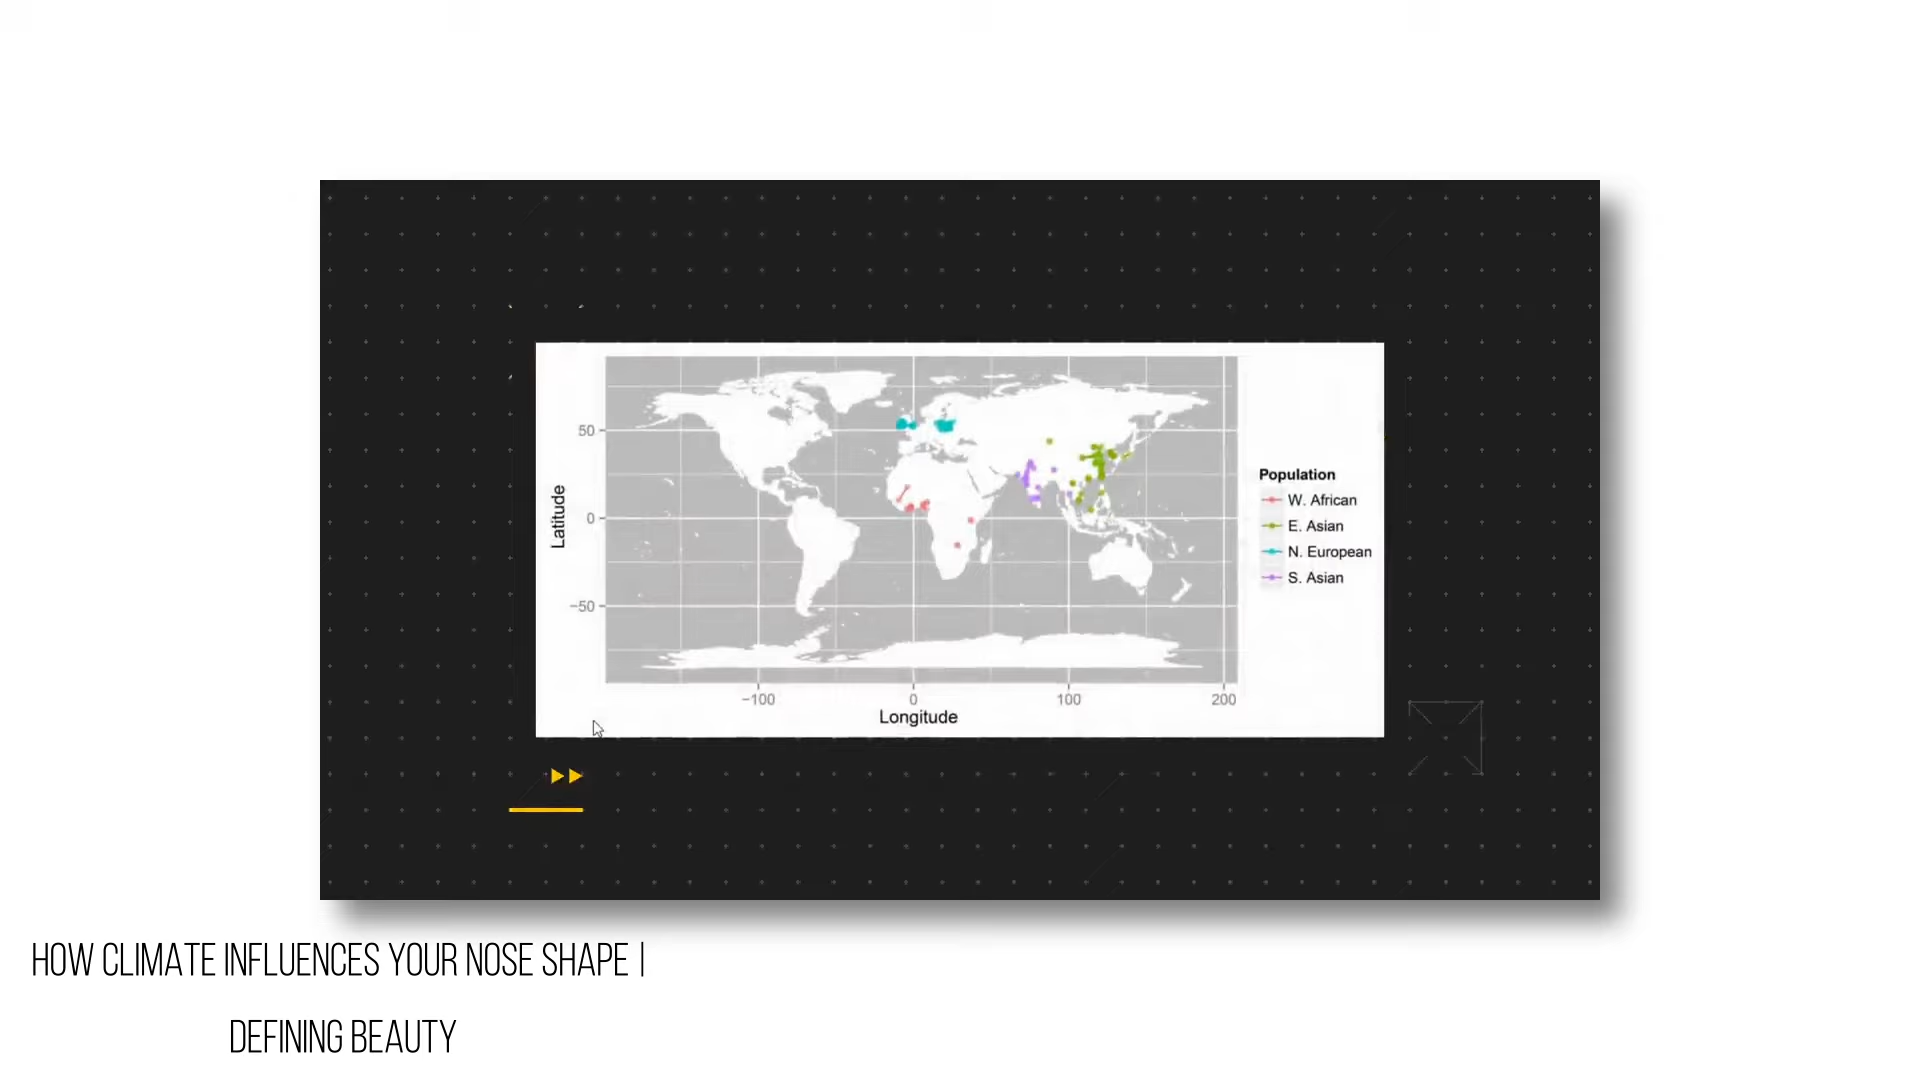 50
0
−50
Latitude
−100
0
100
200
Longitude
Population
W. African
E. Asian
N. European
S. Asian
HOW CLIMATE INFLUENCES YOUR NOSE SHAPE |
DEFINING BEAUTY